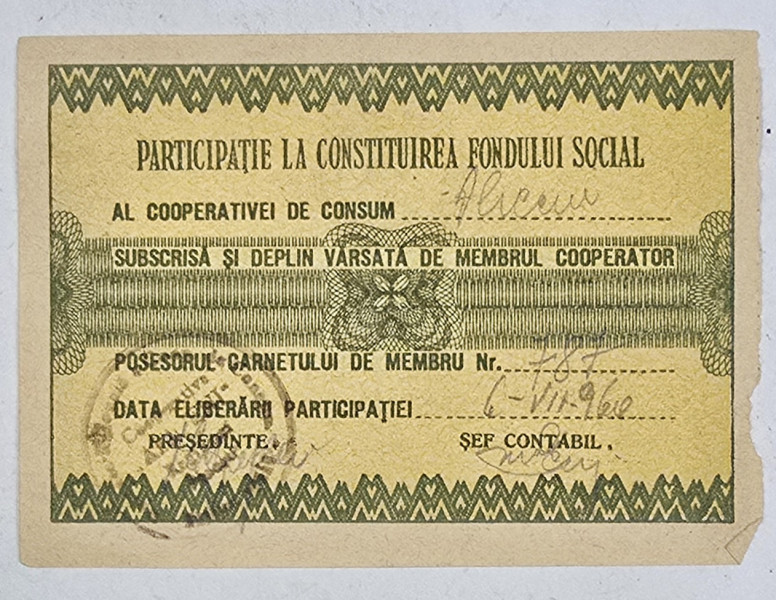 PARTICIPAȚIE LA CONSTITUIREA FONDULUI SOCIAL
AL COOPERATIVEI DE CONSUM Aliceni
SUBSCRISĂ ȘI DEPLIN VĂRSATĂ DE MEMBRUL COOPERATOR
POSESORUL CARNETULUI DE MEMBRU Nr. 787
DATA ELIBERĂRII PARTICIPAȚIEI 6-VII-960
PREȘEDINTE. ȘEF CONTABIL.